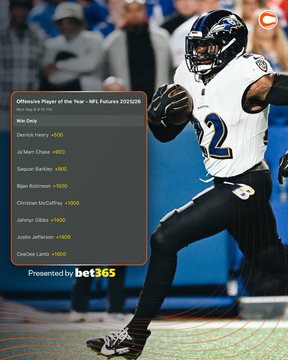 Offensive Player of the Year - NFL Futures 2025/26
Mon Sep 8 8:15 PM
Win Only
Derrick Henry +500
Ja'Marr Chase +900
Saquon Barkley +900
Bijan Robinson +1000
Christian McCaffrey +1000
Jahmyr Gibbs +1400
Justin Jefferson +1400
CeeDee Lamb +1600
Presented by bet365